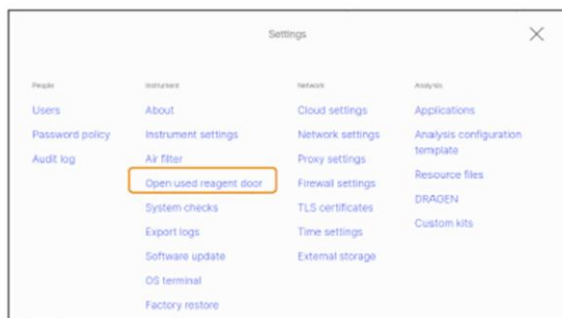 Settings
People
Users
Password policy
Audit log
Instrument
About
Instrument settings
Air filter
Open used reagent door
System checks
Export logs
Software update
OS terminal
Factory restore
Network
Cloud settings
Network settings
Proxy settings
Firewall settings
TLS certificates
Time settings
External storage
Analysis
Applications
Analysis configuration
template
Resource files
DRAGEN
Custom kits